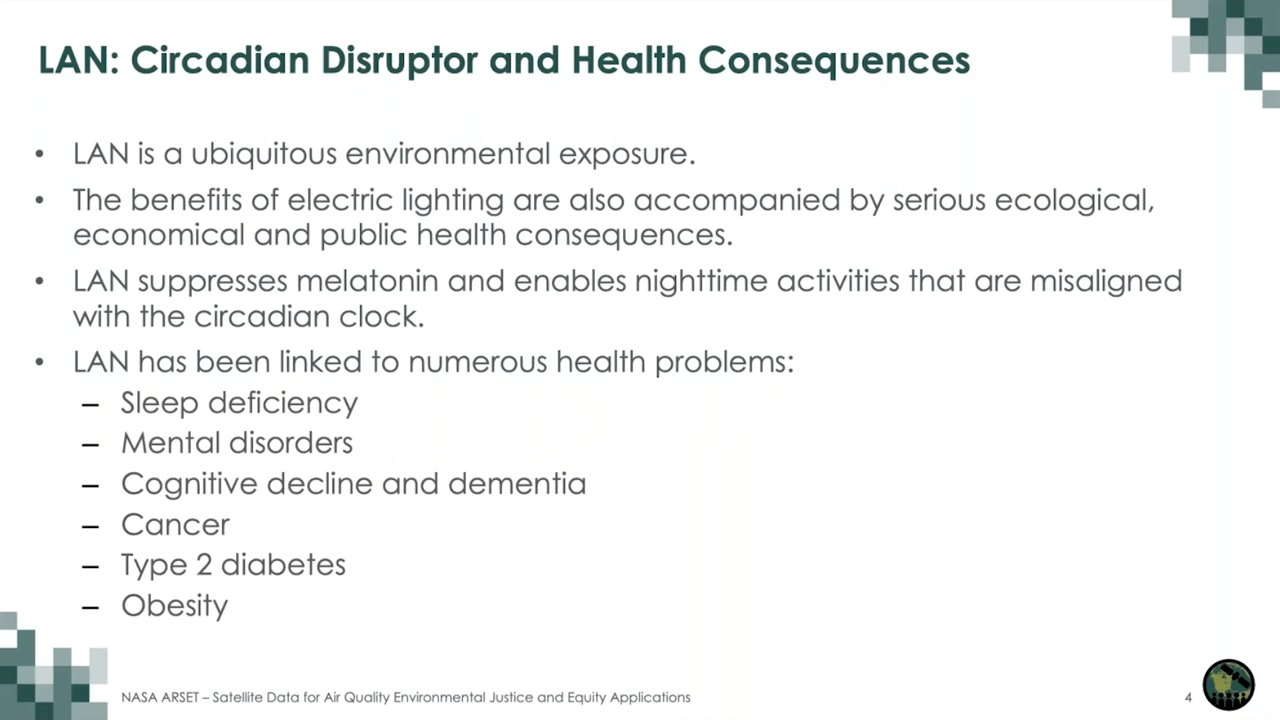 LAN: Circadian Disruptor and Health Consequences
• LAN is a ubiquitous environmental exposure.
• The benefits of electric lighting are also accompanied by serious ecological,
economical and public health consequences.
• LAN suppresses melatonin and enables nighttime activities that are misaligned
with the circadian clock.
• LAN has been linked to numerous health problems:
– Sleep deficiency
– Mental disorders
– Cognitive decline and dementia
– Cancer
– Type 2 diabetes
– Obesity
NASA ARSET – Satellite Data for Air Quality Environmental Justice and Equity Applications
4